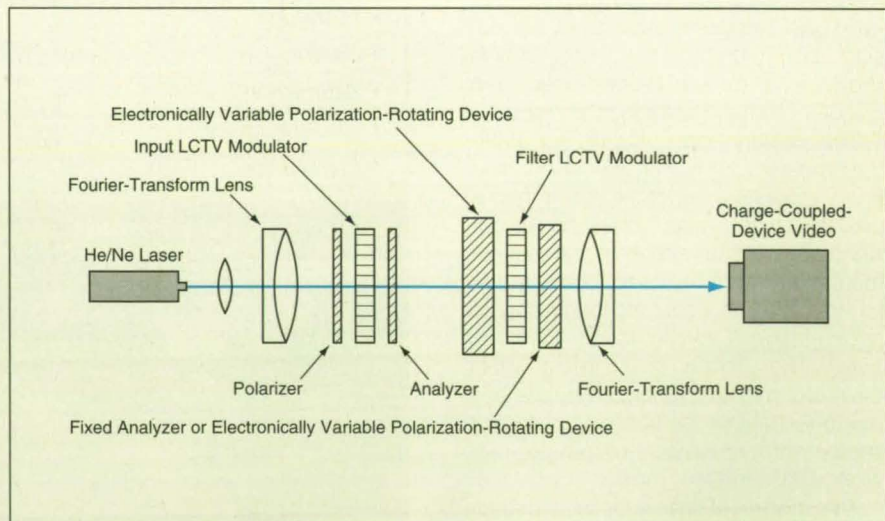 Electronically Variable Polarization-Rotating Device
Input LCTV Modulator
Filter LCTV Modulator
Fourier-Transform Lens
Charge-Coupled-
Device Video
He/Ne Laser
Polarizer
Analyzer
Fourier-Transform Lens
Fixed Analyzer or Electronically Variable Polarization-Rotating Device